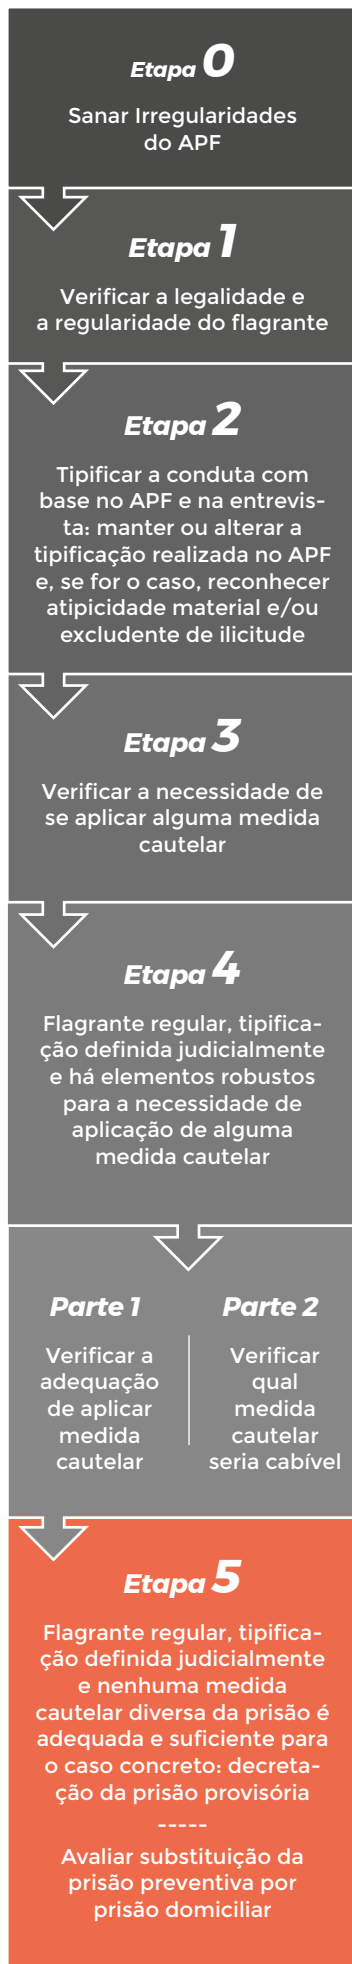 Etapa 0
Sanar Irregularidades
do APF
Etapa 1
Verificar a legalidade e
a regularidade do flagrante
Etapa 2
Tipificar a conduta com
base no APF e na entrevis-
ta: manter ou alterar a
tipificação realizada no APF
e, se for o caso, reconhecer
atipicidade material e/ou
excludente de ilicitude
Etapa 3
Verificar a necessidade de
se aplicar alguma medida
cautelar
Etapa 4
Flagrante regular, tipifica-
ção definida judicialmente
e há elementos robustos
para a necessidade de
aplicação de alguma
medida cautelar
Parte 1
Verificar a
adequação
de aplicar
medida
cautelar
Parte 2
Verificar
qual
medida
cautelar
seria cabível
Etapa 5
Flagrante regular, tipifica-
ção definida judicialmente
e nenhuma medida
cautelar diversa da prisão é
adequada e suficiente para
o caso concreto: decreta-
ção da prisão provisória
-----
Avaliar substituição da
prisão preventiva por
prisão domiciliar